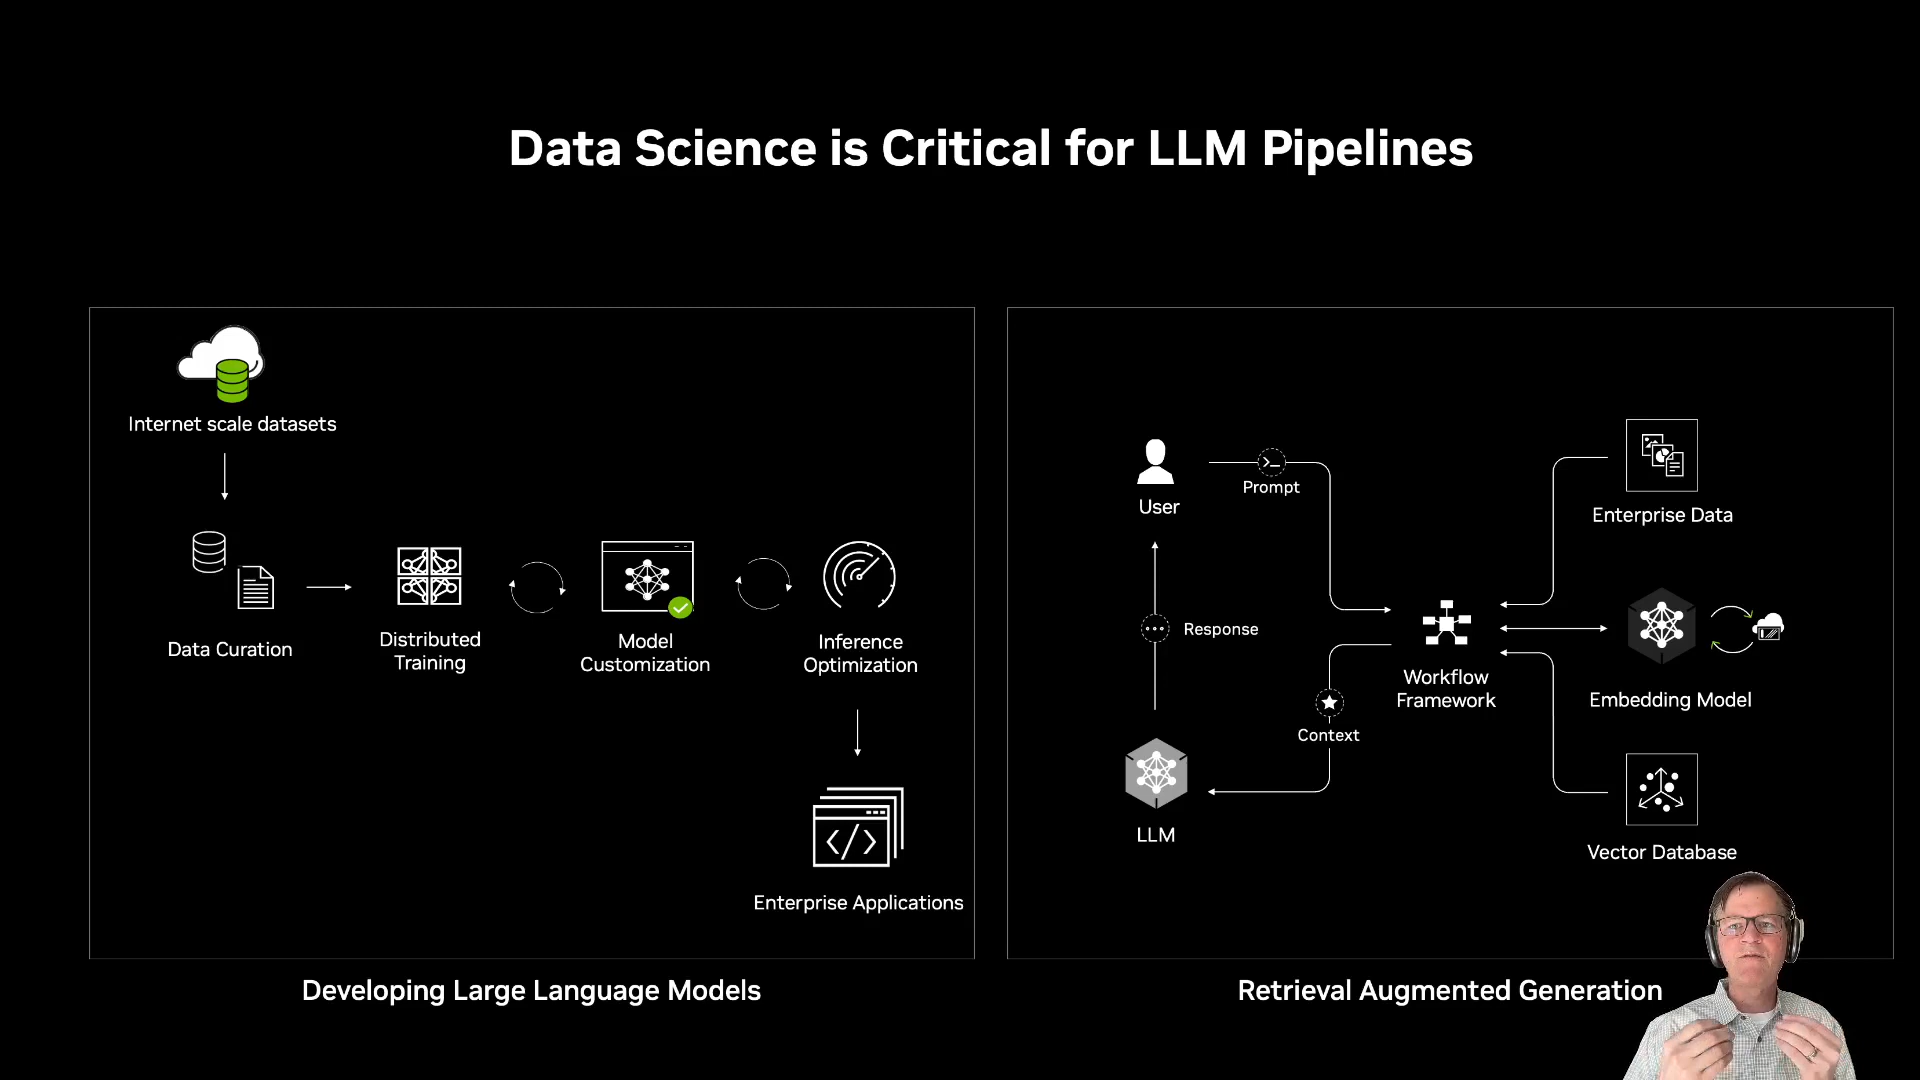 Data Science is Critical for LLM Pipelines
Internet scale datasets
Data Curation
Distributed
Training
Model
Customization
Inference
Optimization
Enterprise Applications
Developing Large Language Models
User
Prompt
Response
LLM
Context
Workflow
Framework
Enterprise Data
Embedding Model
Vector Database
Retrieval Augmented Generation